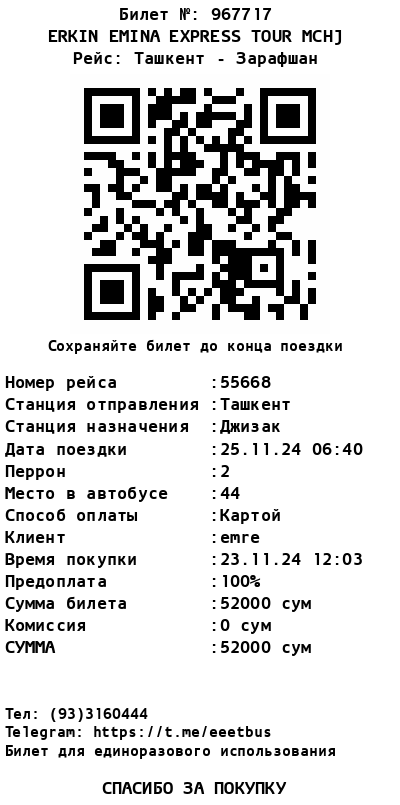 Билет №: 967717
ERKIN EMINA EXPRESS TOUR MCHJ
Рейс: Ташкент - Зарафшан
Сохраняйте билет до конца поездки
Номер рейса :55668
Станция отправления :Ташкент
Станция назначения :Джизак
Дата поездки :25.11.24 06:40
Перрон :2
Место в автобусе :44
Способ оплаты :Картой
Клиент :emre
Время покупки :23.11.24 12:03
Предоплата :100%
Сумма билета :52000 сум
Комиссия :0 сум
СУММА :52000 сум
Тел: (93)3160444
Telegram: https://t.me/eeetbus
Билет для единоразового использования
СПАСИБО ЗА ПОКУПКУ